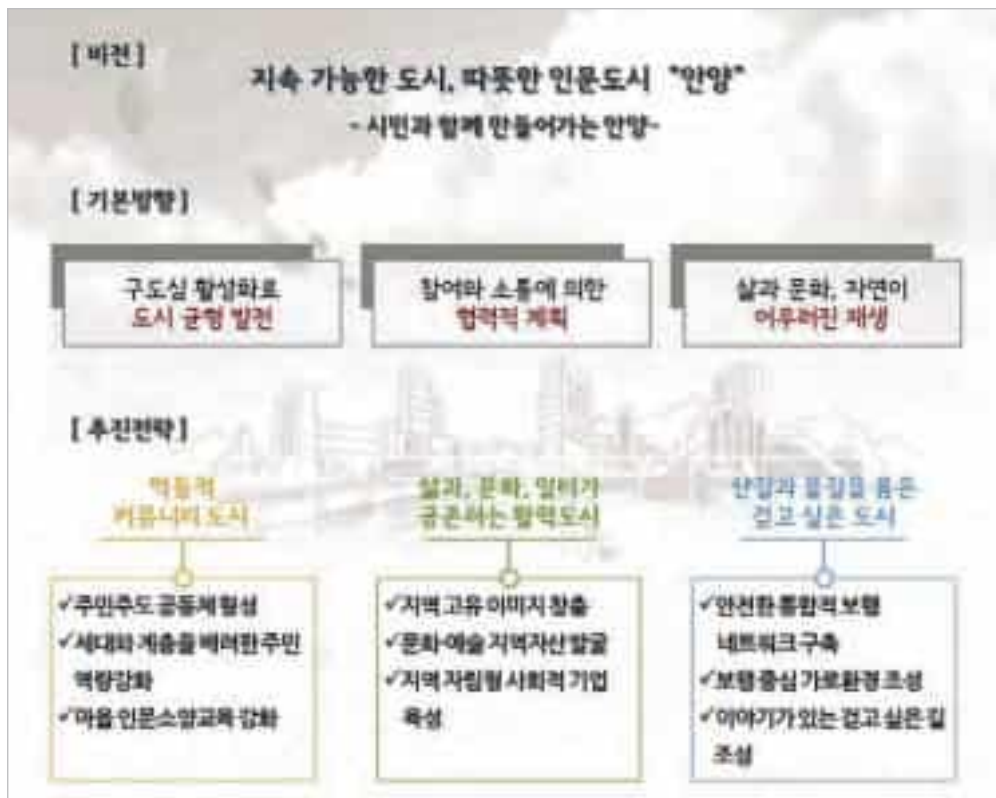 [ 비전 ]
지속 가능한 도시, 따뜻한 인문도시 "안양"
- 시민과 함께 만들어가는 안양-
[ 기본방향 ]
구도심 활성화로
도시 균형 발전
참여와 소통에 의한
협력적 계획
삶과 문화, 자연이
어우러진 재생
[ 추진전략 ]
역동적
커뮤니티 도시
삶과, 문화, 일터가
공존하는 활력도시
산길과 물길을 품은
걷고 싶은 도시
✓주민주도 공동체 형성
✓세대와 계층을 배려한 주민
역량강화
✓마을 인문소양교육 강화
✓지역 고유 이미지 창출
✓문화·예술 지역자산 발굴
✓지역 자립형 사회적 기업
육성
✓안전한 통합적 보행
네트워크 구축
✓보행 중심 가로환경 조성
✓이야기가 있는 걷고 싶은 길
조성